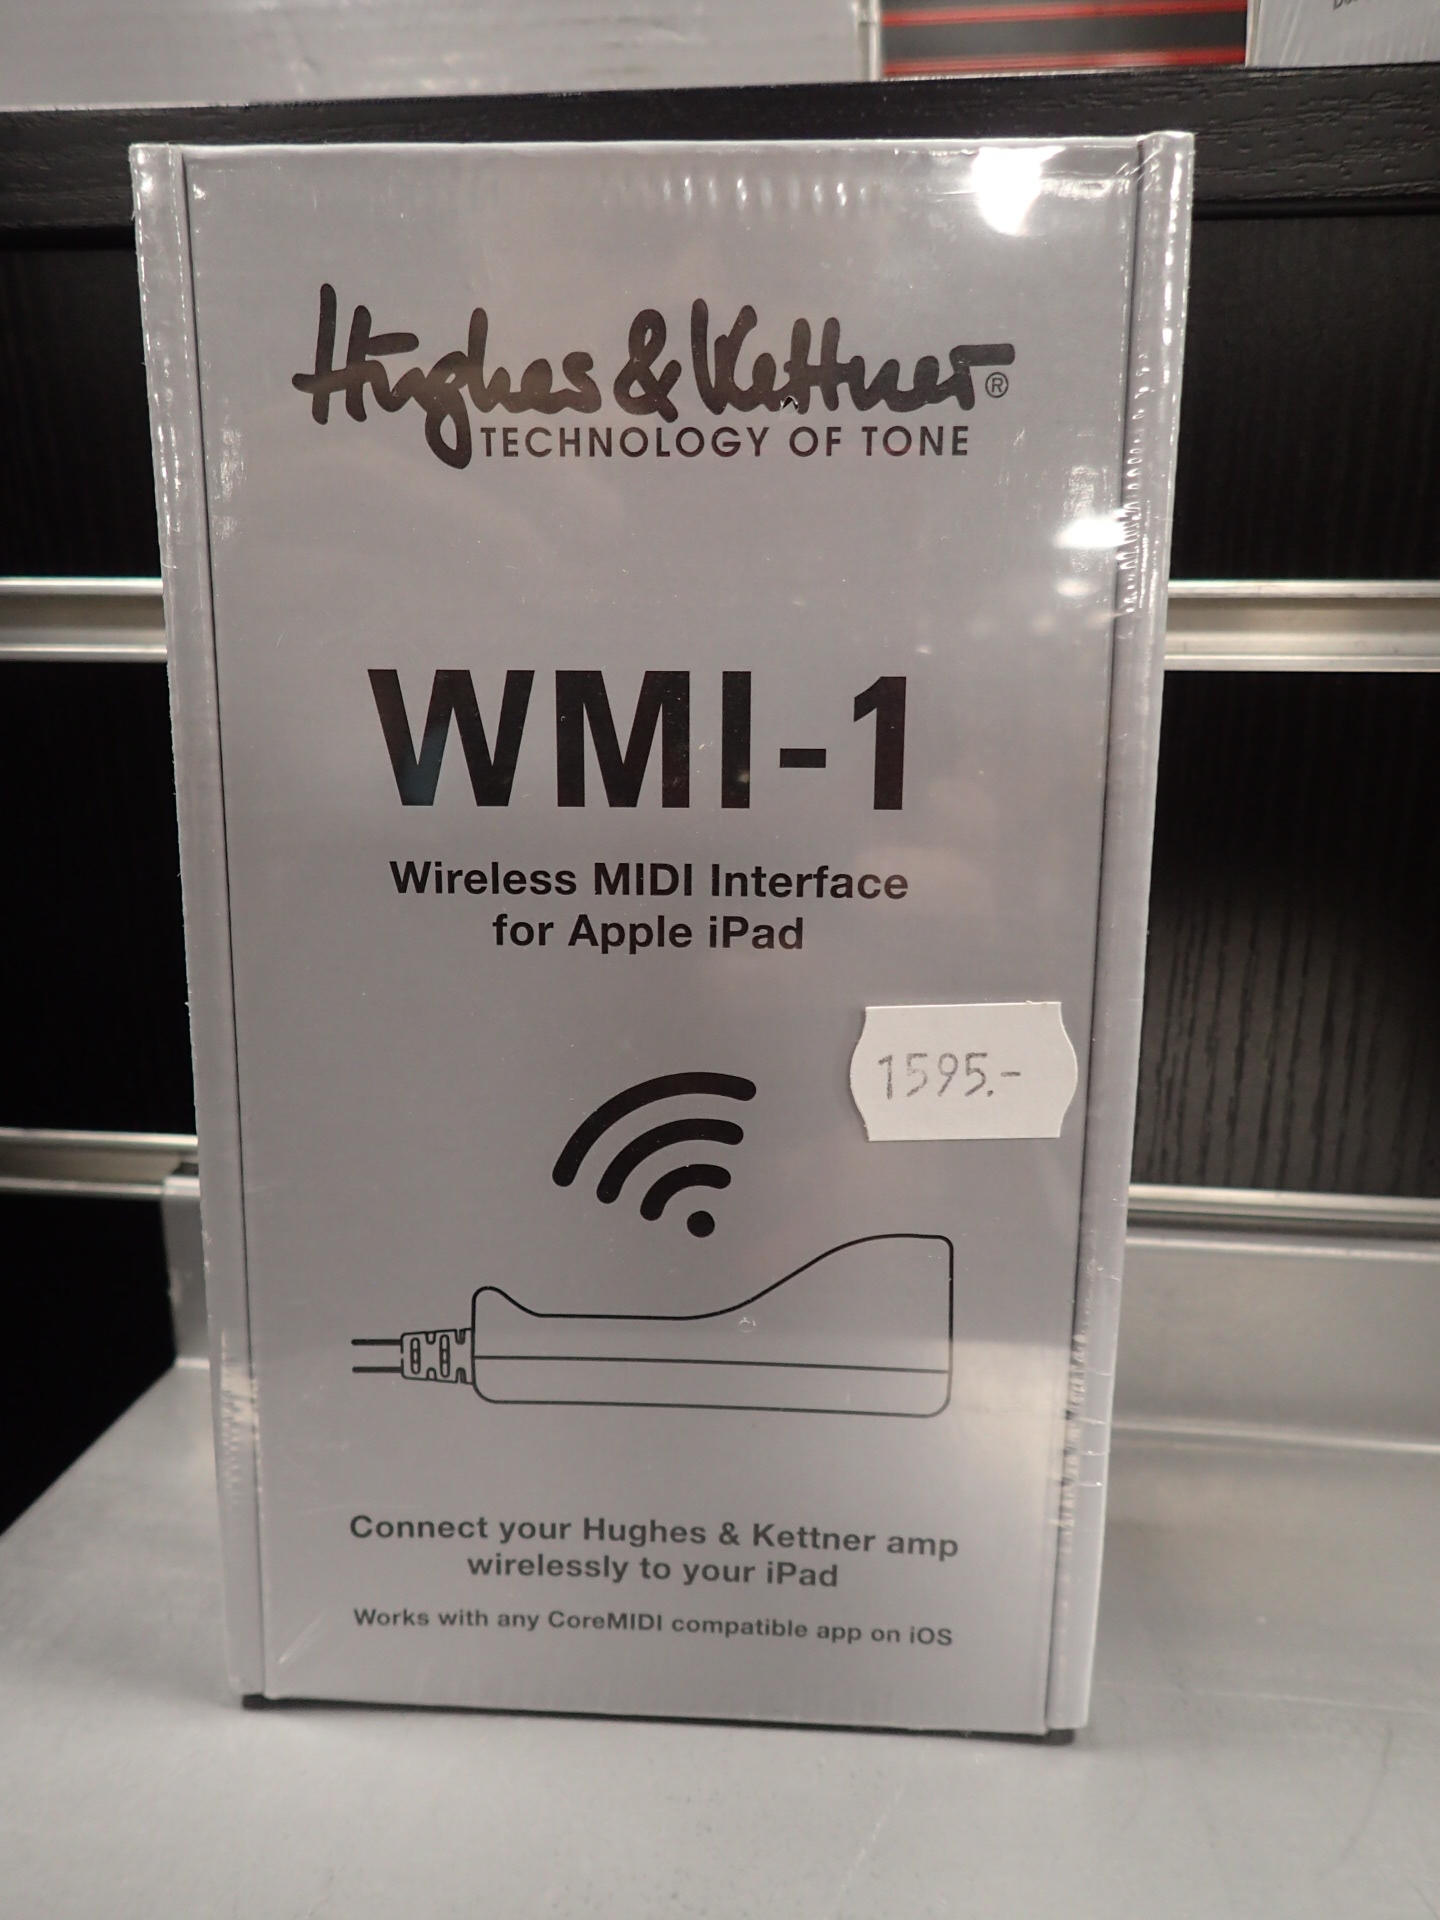 Hughes & Kettner®
TECHNOLOGY OF TONE
WMI-1
Wireless MIDI Interface
for Apple iPad
1595.-
Connect your Hughes & Kettner amp
wirelessly to your iPad
Works with any CoreMIDI compatible app on iOS